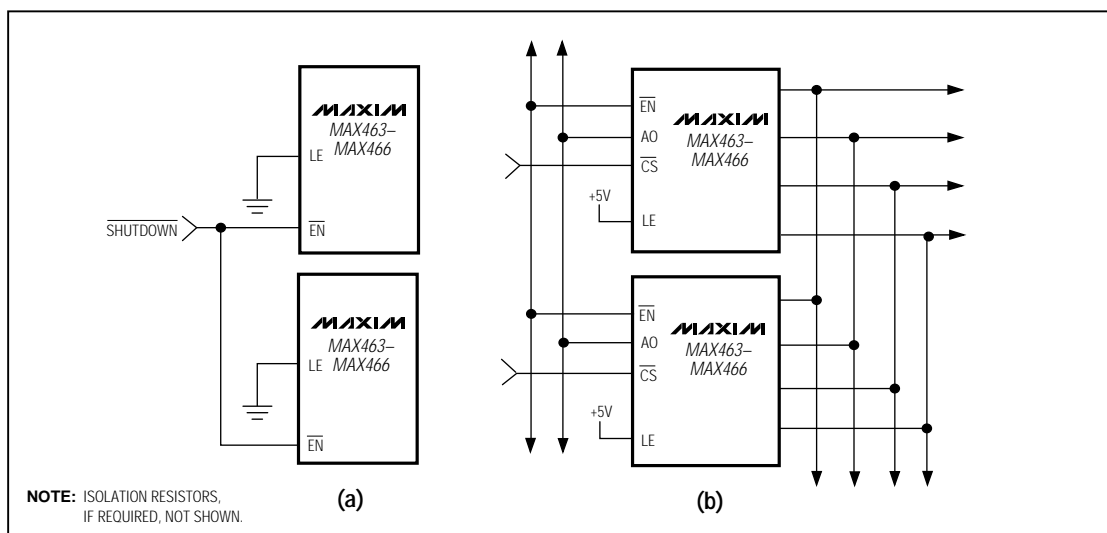 MAXIM
MAX463–
MAX466
LE
SHUTDOWN
EN
MAXIM
MAX463–
MAX466
LE
EN
NOTE: ISOLATION RESISTORS,
IF REQUIRED, NOT SHOWN.
(a)
EN
MAXIM
AO
MAX463–
MAX466
CS
+5V
LE
EN
MAXIM
AO
MAX463–
MAX466
CS
+5V
LE
(b)